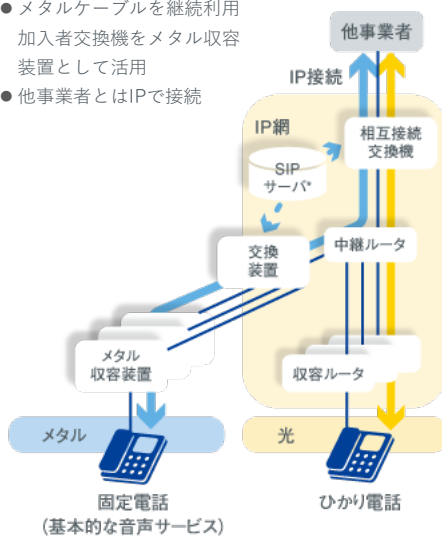 ● メタルケーブルを継続利用
加入者交換機をメタル収容
装置として活用
● 他事業者とはIPで接続
他事業者
IP接続
IP網
相互接続
交換機
SIP
サーバ*
交換
装置
中継ルータ
メタル
収容装置
収容ルータ
メタル
光
固定電話
(基本的な音声サービス)
ひかり電話